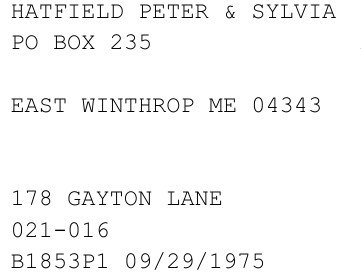 HATFIELD PETER & SYLVIA
PO BOX 235
EAST WINTHROP ME 04343
178 GAYTON LANE
021-016
B1853P1 09/29/1975